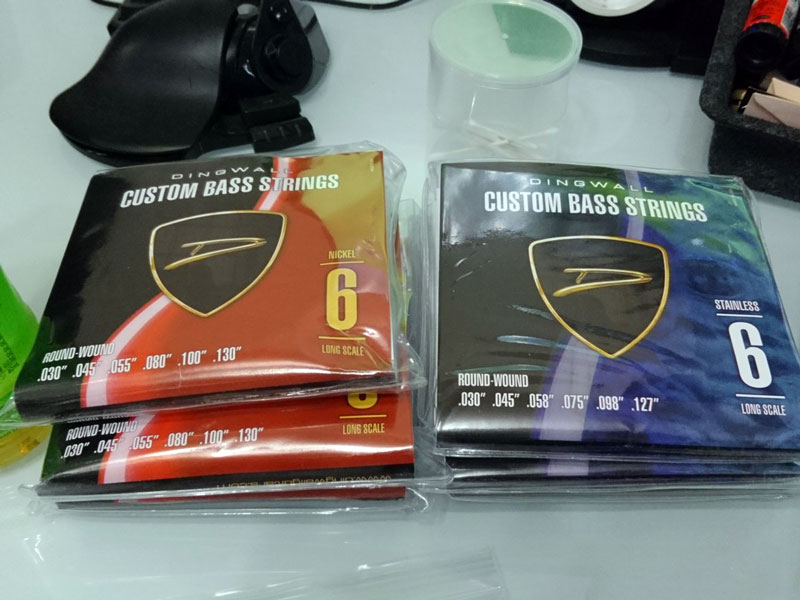 DINGWALL
CUSTOM BASS STRINGS
NICKEL
6
LONG SCALE
ROUND-WOUND
.030" .045" .055" .080" .100" .130"
6
LONG SCALE
ROUND-WOUND
.030" .045" .055" .080" .100" .130"
DINGWALL
CUSTOM BASS STRINGS
STAINLESS
6
LONG SCALE
ROUND-WOUND
.030" .045" .058" .075" .098" .127"